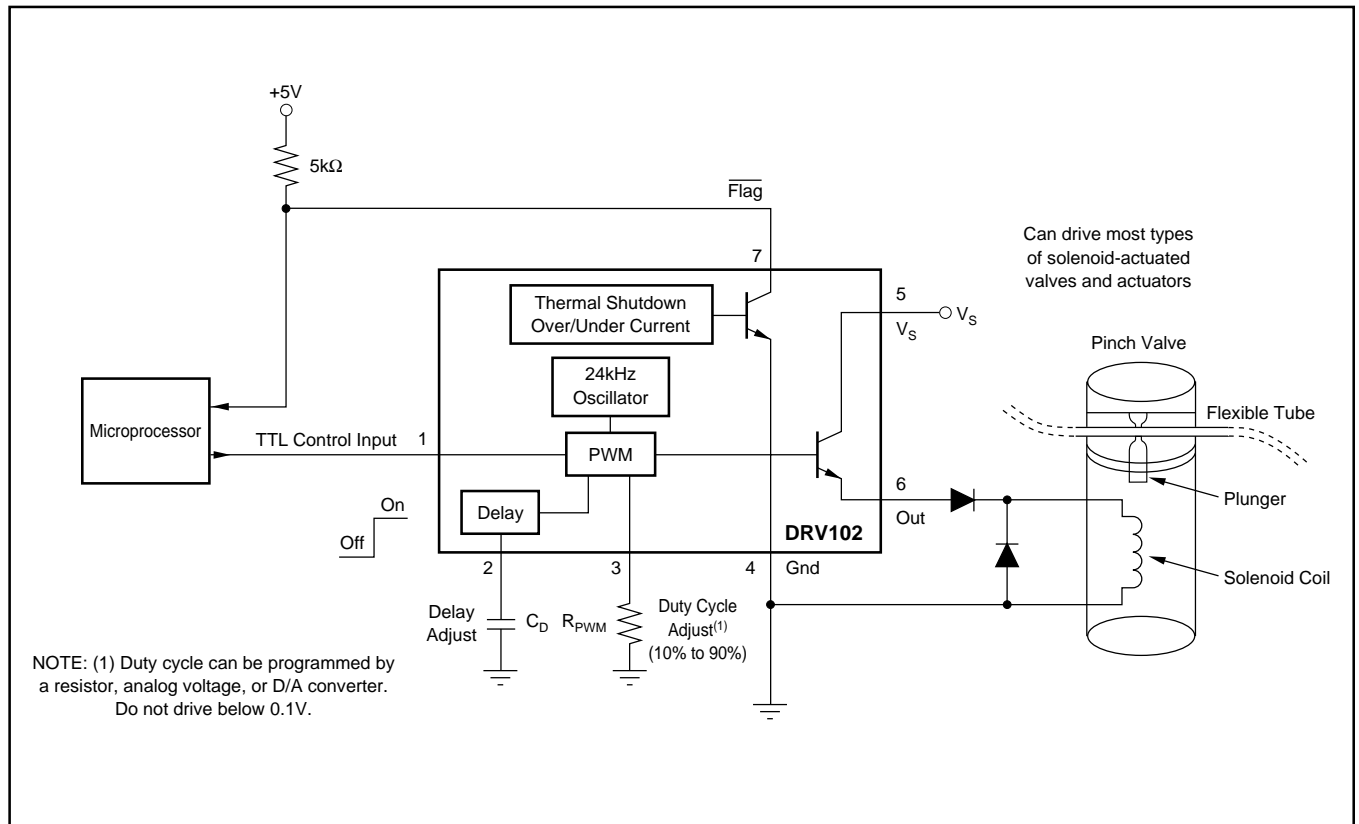 +5V
5kΩ
Flag
7
Can drive most types
of solenoid-actuated
valves and actuators
Thermal Shutdown
Over/Under Current
5
V_S
V_S
Pinch Valve
24kHz
Oscillator
Flexible Tube
Microprocessor
TTL Control Input
1
PWM
6
Out
Plunger
On
Off
Delay
DRV102
Solenoid Coil
2
3
4
Gnd
Delay
Adjust
C_D
R_PWM
Duty Cycle
Adjust(1)
(10% to 90%)
NOTE: (1) Duty cycle can be programmed by
a resistor, analog voltage, or D/A converter.
Do not drive below 0.1V.